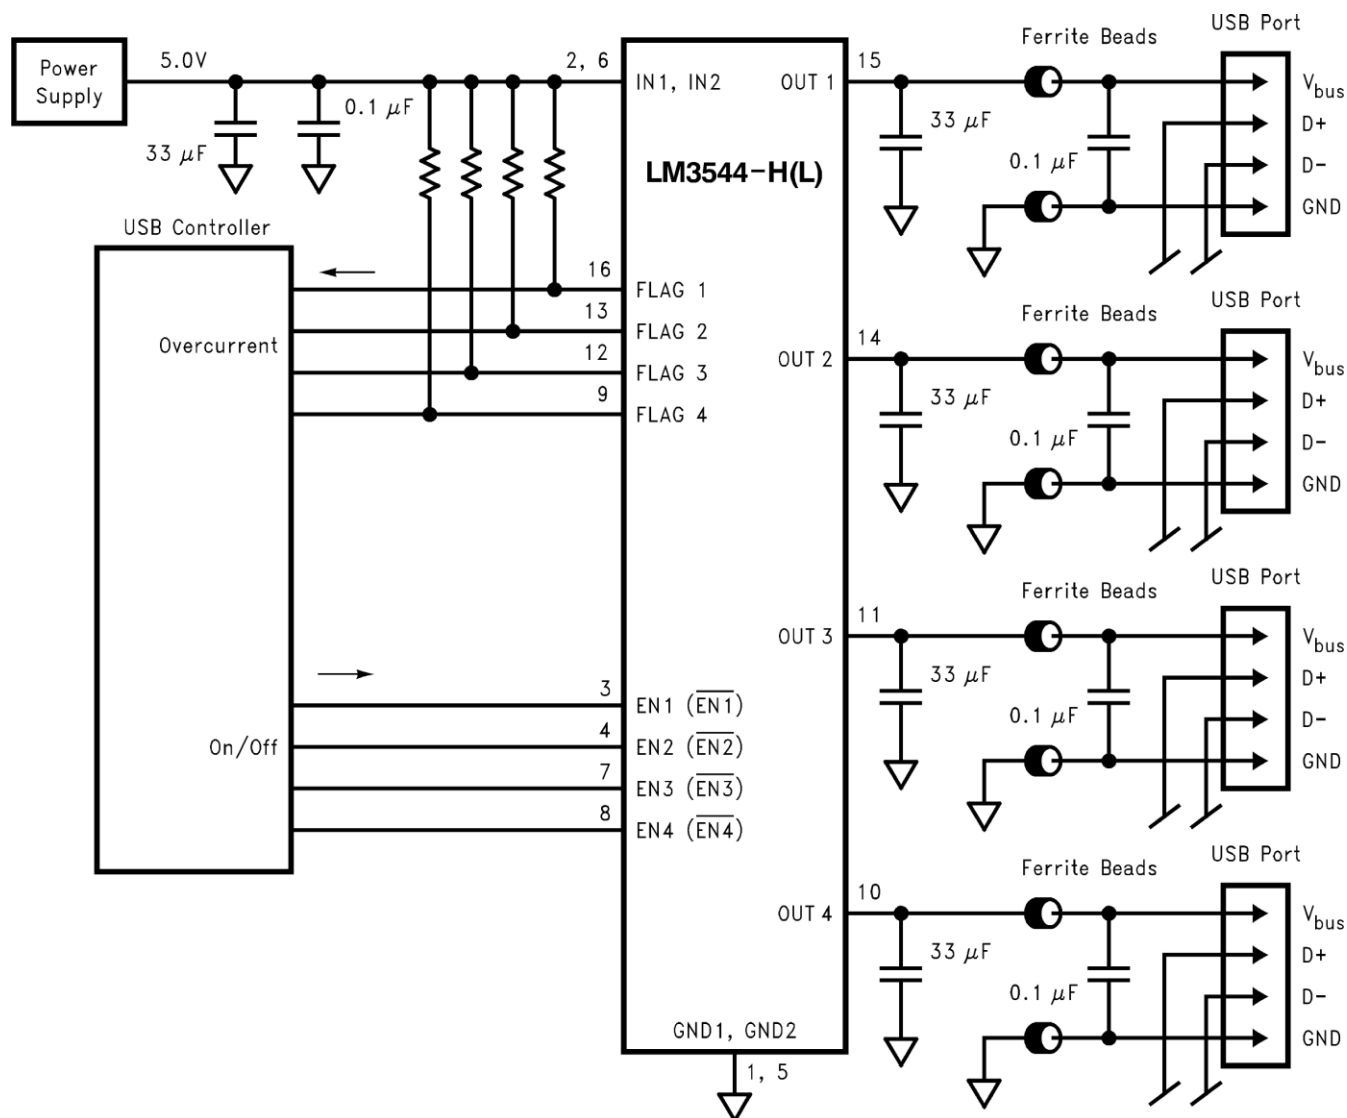 Power
Supply
5.0V
33 µF
0.1 µF
2, 6
IN1, IN2
OUT 1
15
LM3544-H(L)
USB Controller
Overcurrent
On/Off
16
FLAG 1
13
FLAG 2
12
FLAG 3
9
FLAG 4
3
EN1 (E̅N̅1̅)
4
EN2 (E̅N̅2̅)
7
EN3 (E̅N̅3̅)
8
EN4 (E̅N̅4̅)
GND1, GND2
1, 5
33 µF
Ferrite Beads
0.1 µF
USB Port
Vbus
D+
D-
GND
OUT 2
14
33 µF
Ferrite Beads
0.1 µF
USB Port
Vbus
D+
D-
GND
OUT 3
11
33 µF
Ferrite Beads
0.1 µF
USB Port
Vbus
D+
D-
GND
OUT 4
10
33 µF
Ferrite Beads
0.1 µF
USB Port
Vbus
D+
D-
GND